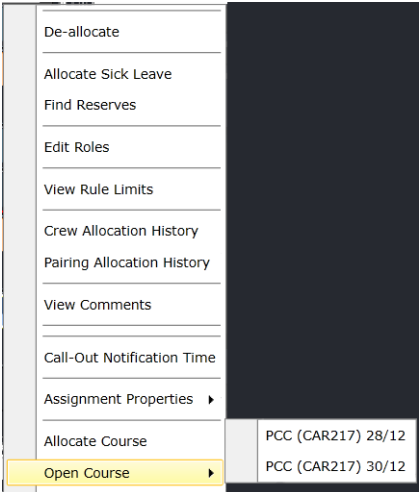 De-allocate
Allocate Sick Leave
Find Reserves
Edit Roles
View Rule Limits
Crew Allocation History
Pairing Allocation History
View Comments
Call-Out Notification Time
Assignment Properties
Allocate Course
Open Course
PCC (CAR217) 28/12
PCC (CAR217) 30/12